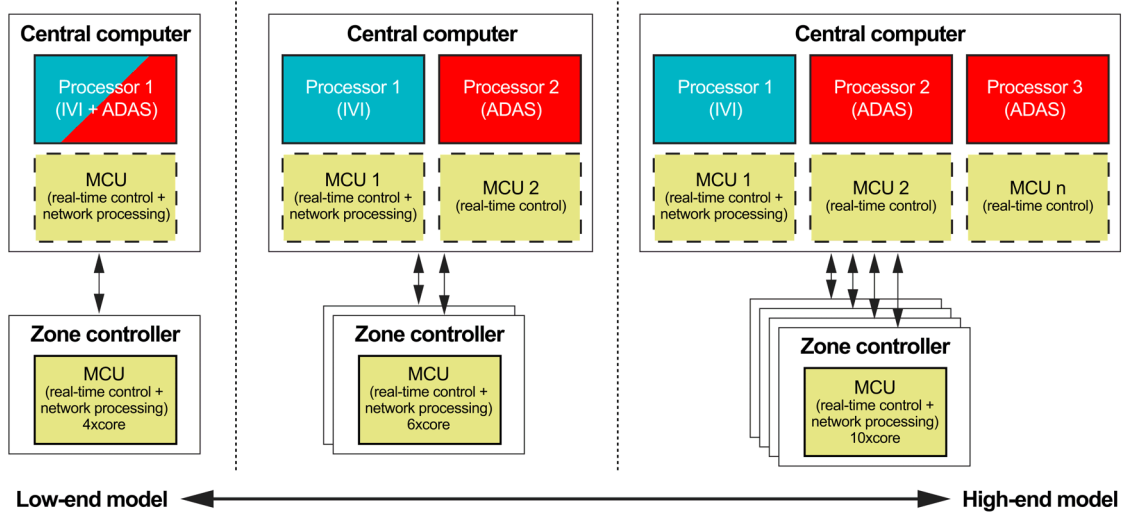 Central computer
Processor 1
(IVI + ADAS)
MCU
(real-time control +
network processing)
Zone controller
MCU
(real-time control +
network processing)
4xcore
Central computer
Processor 1
(IVI)
Processor 2
(ADAS)
MCU 1
(real-time control +
network processing)
MCU 2
(real-time control)
Zone controller
MCU
(real-time control +
network processing)
6xcore
Central computer
Processor 1
(IVI)
Processor 2
(ADAS)
Processor 3
(ADAS)
MCU 1
(real-time control +
network processing)
MCU 2
(real-time control)
MCU n
(real-time control)
Zone controller
MCU
(real-time control +
network processing)
10xcore
Low-end model
High-end model